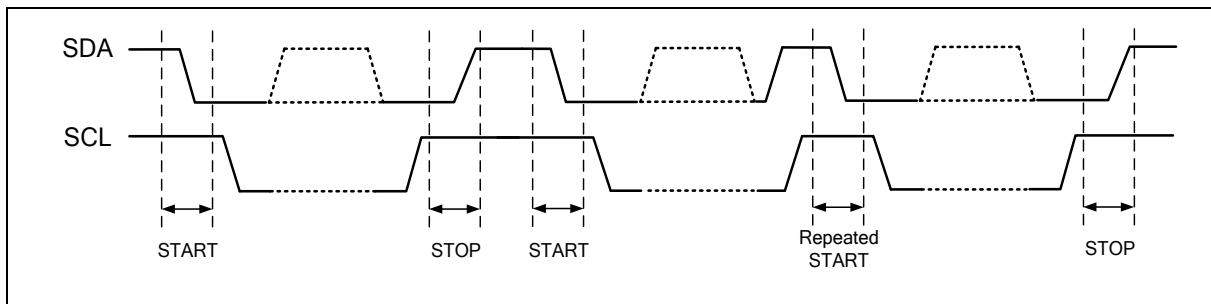 SDA
SCL
START
STOP
START
Repeated
START
STOP